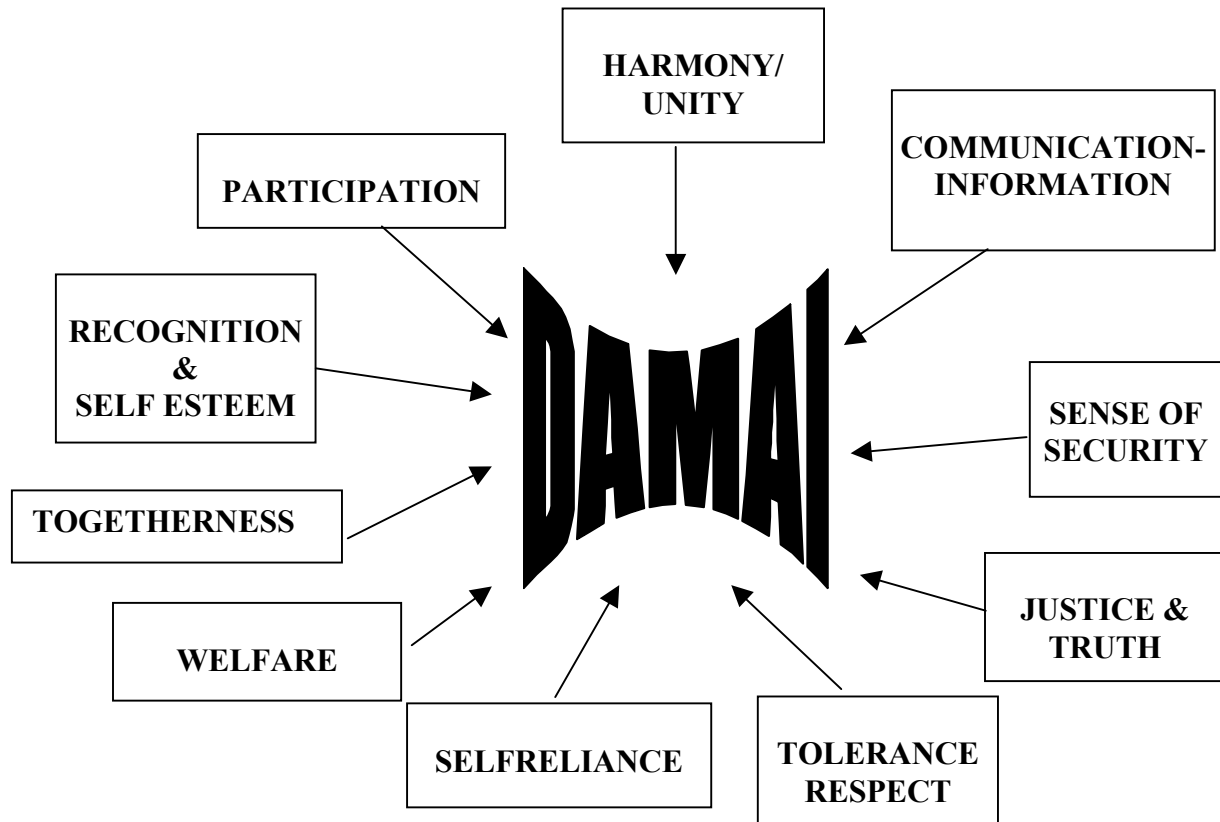 HARMONY/
UNITY
COMMUNICATION-
INFORMATION
PARTICIPATION
RECOGNITION
&
SELF ESTEEM
DAMAI
SENSE OF
SECURITY
TOGETHERNESS
JUSTICE &
TRUTH
WELFARE
SELFRELIANCE
TOLERANCE
RESPECT